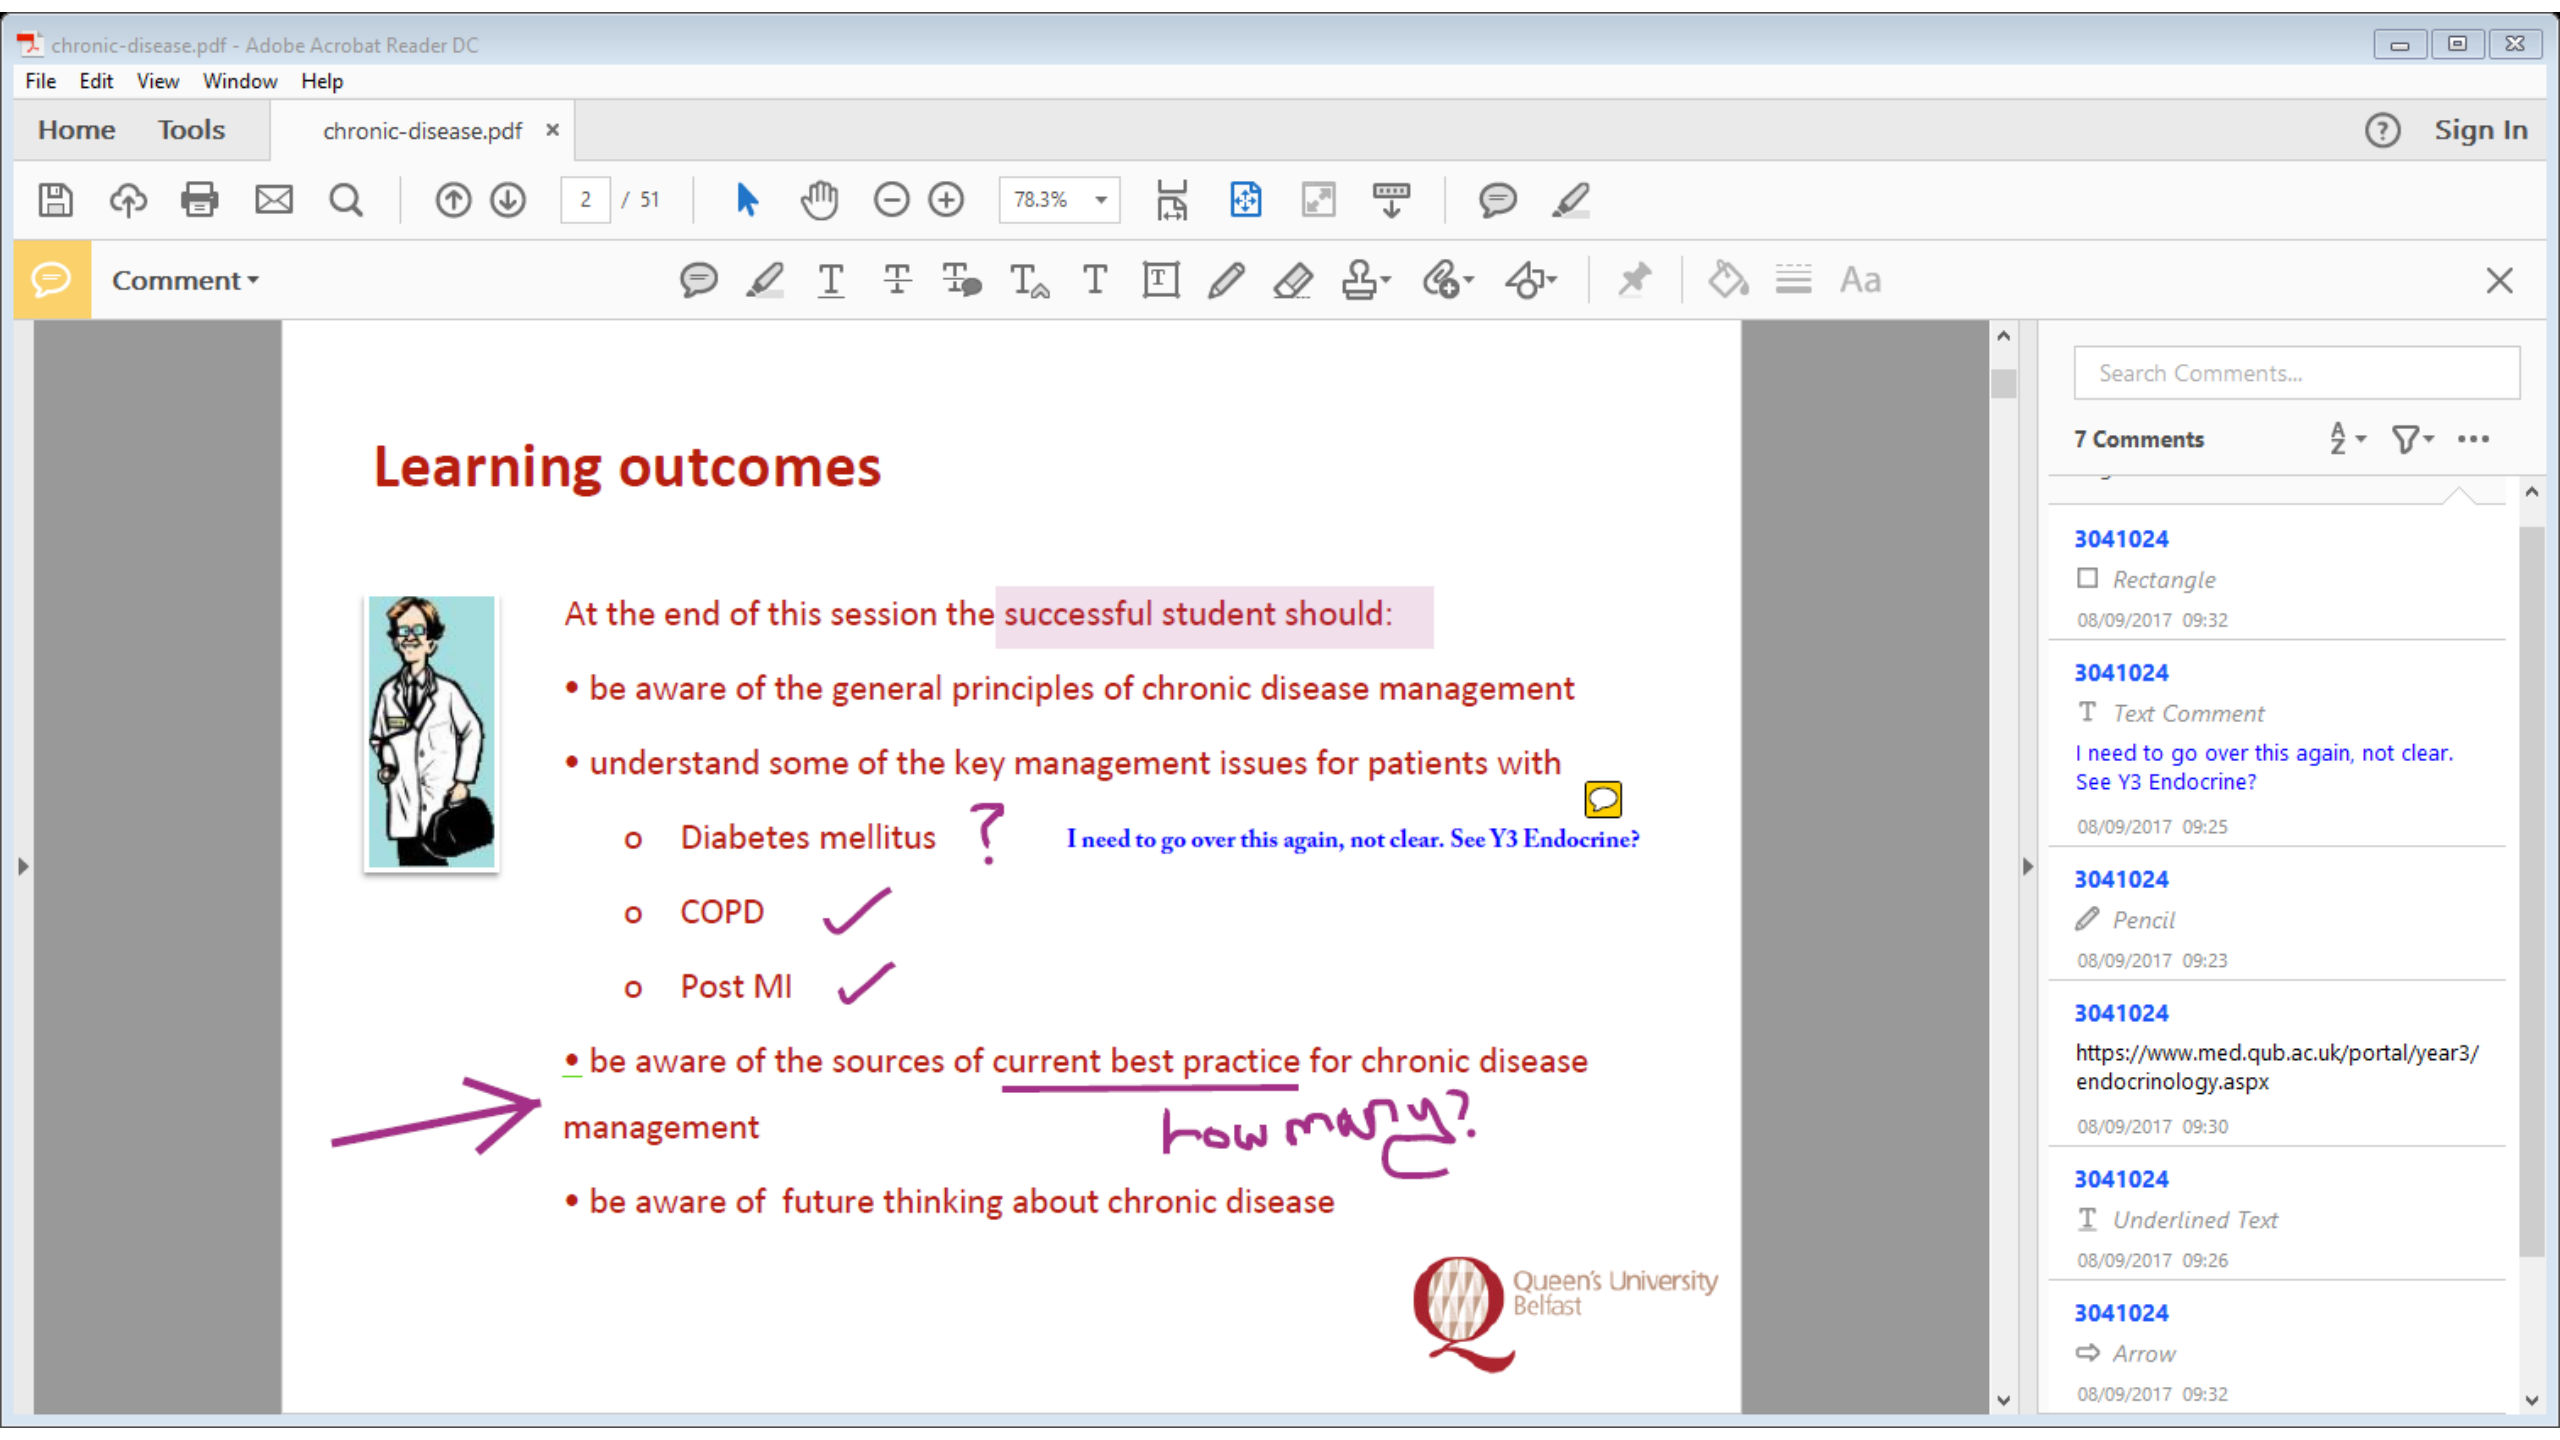 chronic-disease.pdf - Adobe Acrobat Reader DC
File Edit View Window Help
Home Tools chronic-disease.pdf × ? Sign In
2 / 51 78.3%
Comment T T T T T T Aa
Search Comments...
7 Comments A Z
Learning outcomes
At the end of this session the successful student should:
• be aware of the general principles of chronic disease management
• understand some of the key management issues for patients with
o Diabetes mellitus ? I need to go over this again, not clear. See Y3 Endocrine?
o COPD
o Post MI
• be aware of the sources of current best practice for chronic disease
management
how many?
• be aware of future thinking about chronic disease
Queen's University
Belfast
3041024
Rectangle
08/09/2017 09:32
3041024
T Text Comment
I need to go over this again, not clear.
See Y3 Endocrine?
08/09/2017 09:25
3041024
Pencil
08/09/2017 09:23
3041024
https://www.med.qub.ac.uk/portal/year3/
endocrinology.aspx
08/09/2017 09:30
3041024
T Underlined Text
08/09/2017 09:26
3041024
Arrow
08/09/2017 09:32